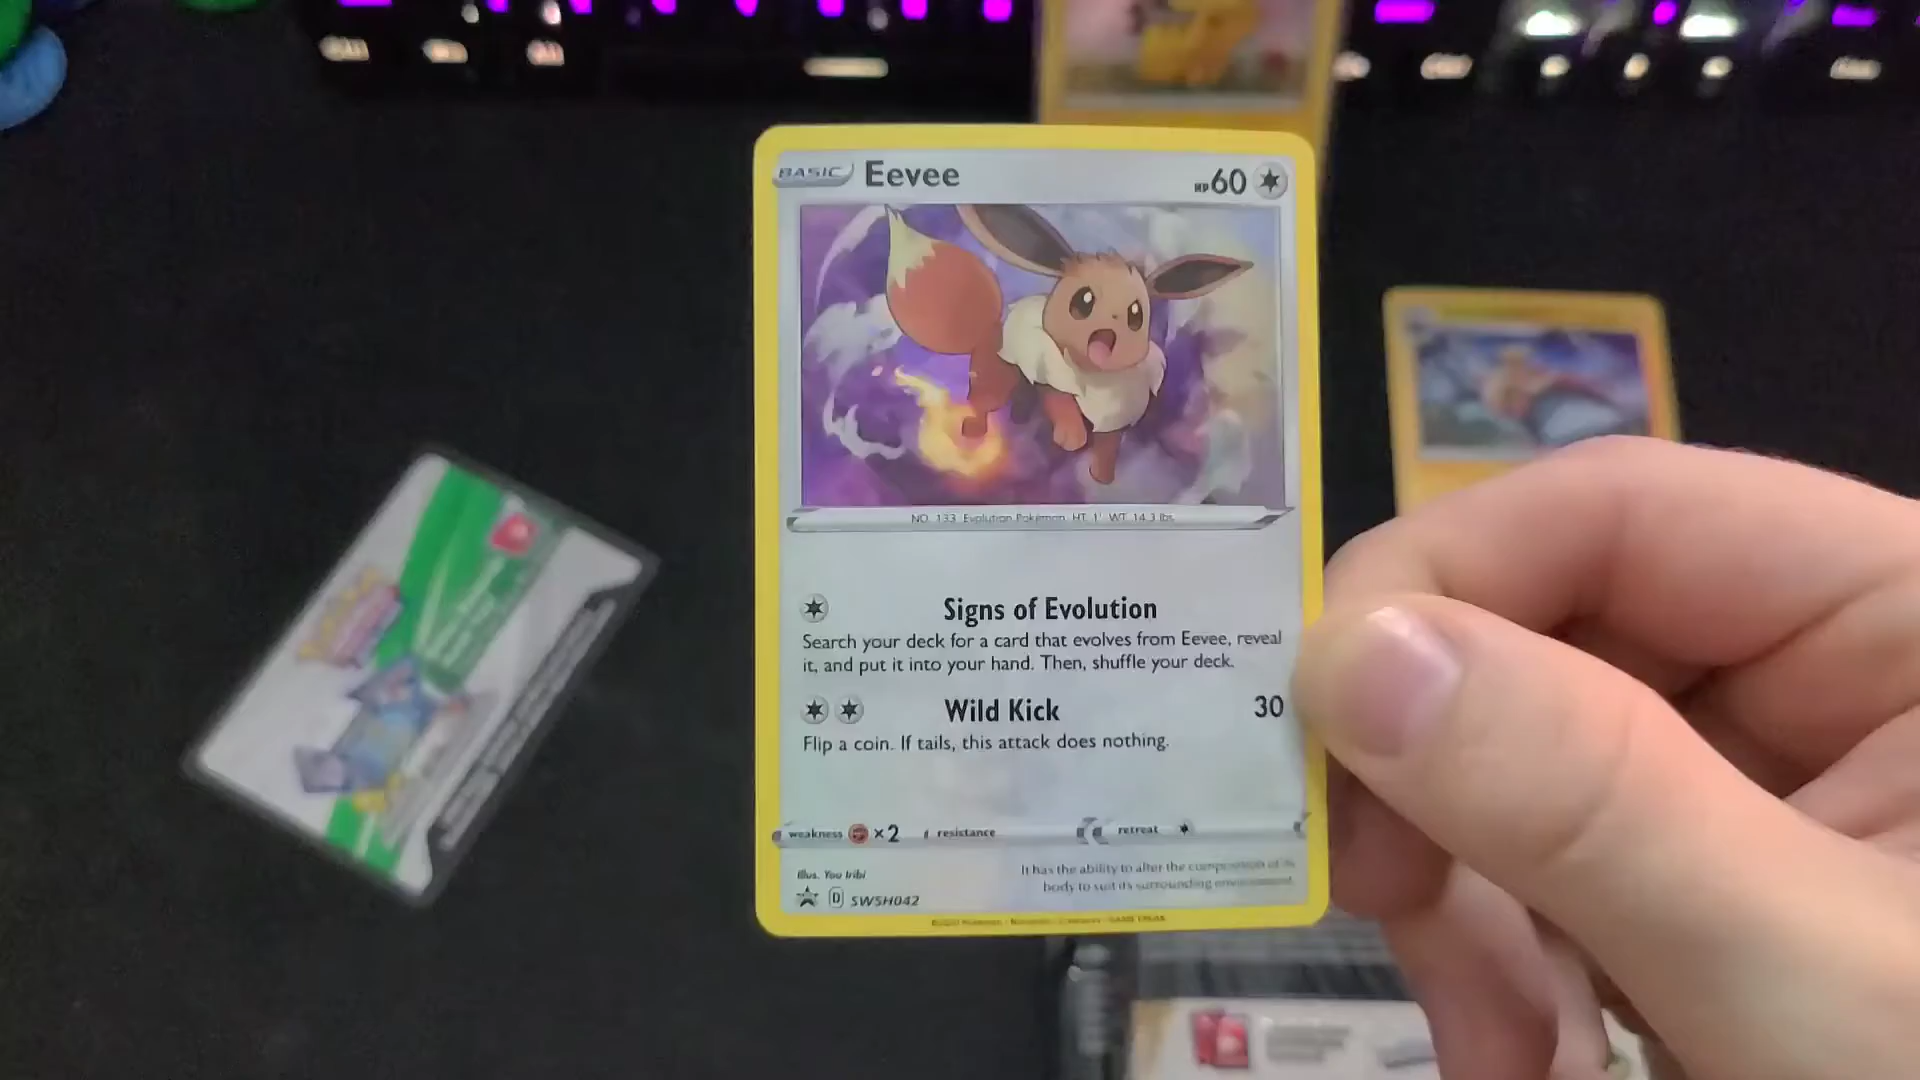 BASIC Eevee HP 60
NO. 133 Evolution Pokémon HT 1' WT 14.3 lbs
Signs of Evolution
Search your deck for a card that evolves from Eevee, reveal
it, and put it into your hand. Then, shuffle your deck.
Wild Kick 30
Flip a coin. If tails, this attack does nothing.
weakness ×2 resistance retreat
Illus. You Iribi
It has the ability to alter the composition of its
body to suit its surrounding environment.
D SWSH042